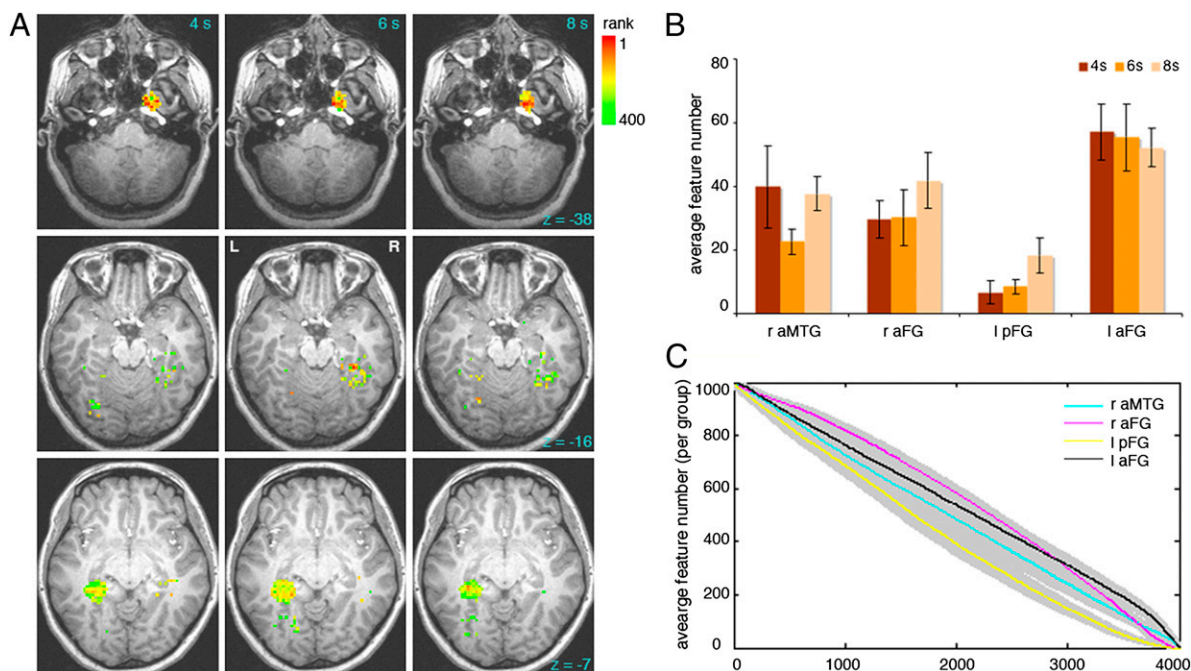 A
4 s
6 s
8 s
rank
1
400
z = -38
L
R
z = -16
z = -7
B
80
60
40
20
0
average feature number
4s 6s 8s
r aMTG r aFG l pFG l aFG
C
1000
800
600
400
200
0
avearge feature number (per group)
r aMTG
r aFG
l pFG
l aFG
0 1000 2000 3000 4000